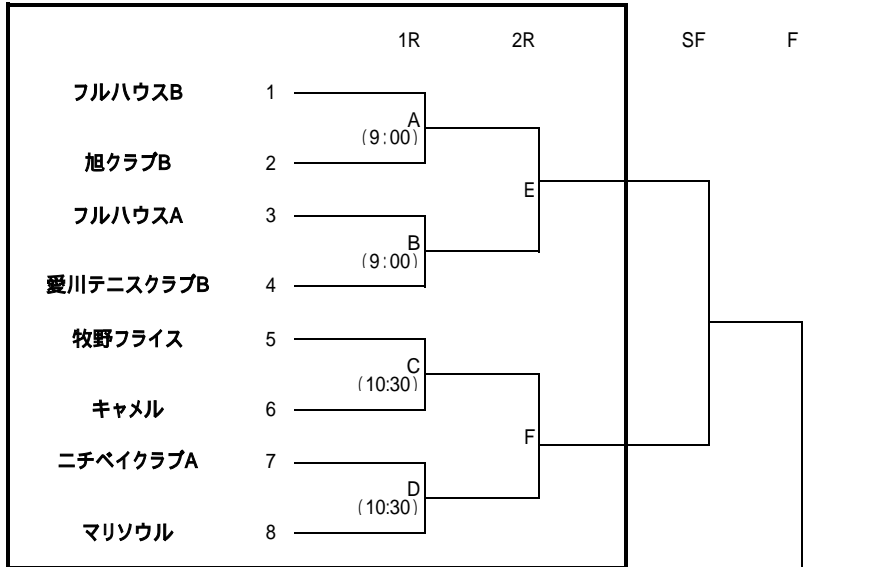 1R 2R SF F
フルハウスB 1
A
(9:00)
旭クラブB 2
E
フルハウスA 3
B
(9:00)
愛川テニスクラブB 4
牧野フライス 5
C
(10:30)
キャメル 6
F
ニチベイクラブA 7
D
(10:30)
マリソウル 8